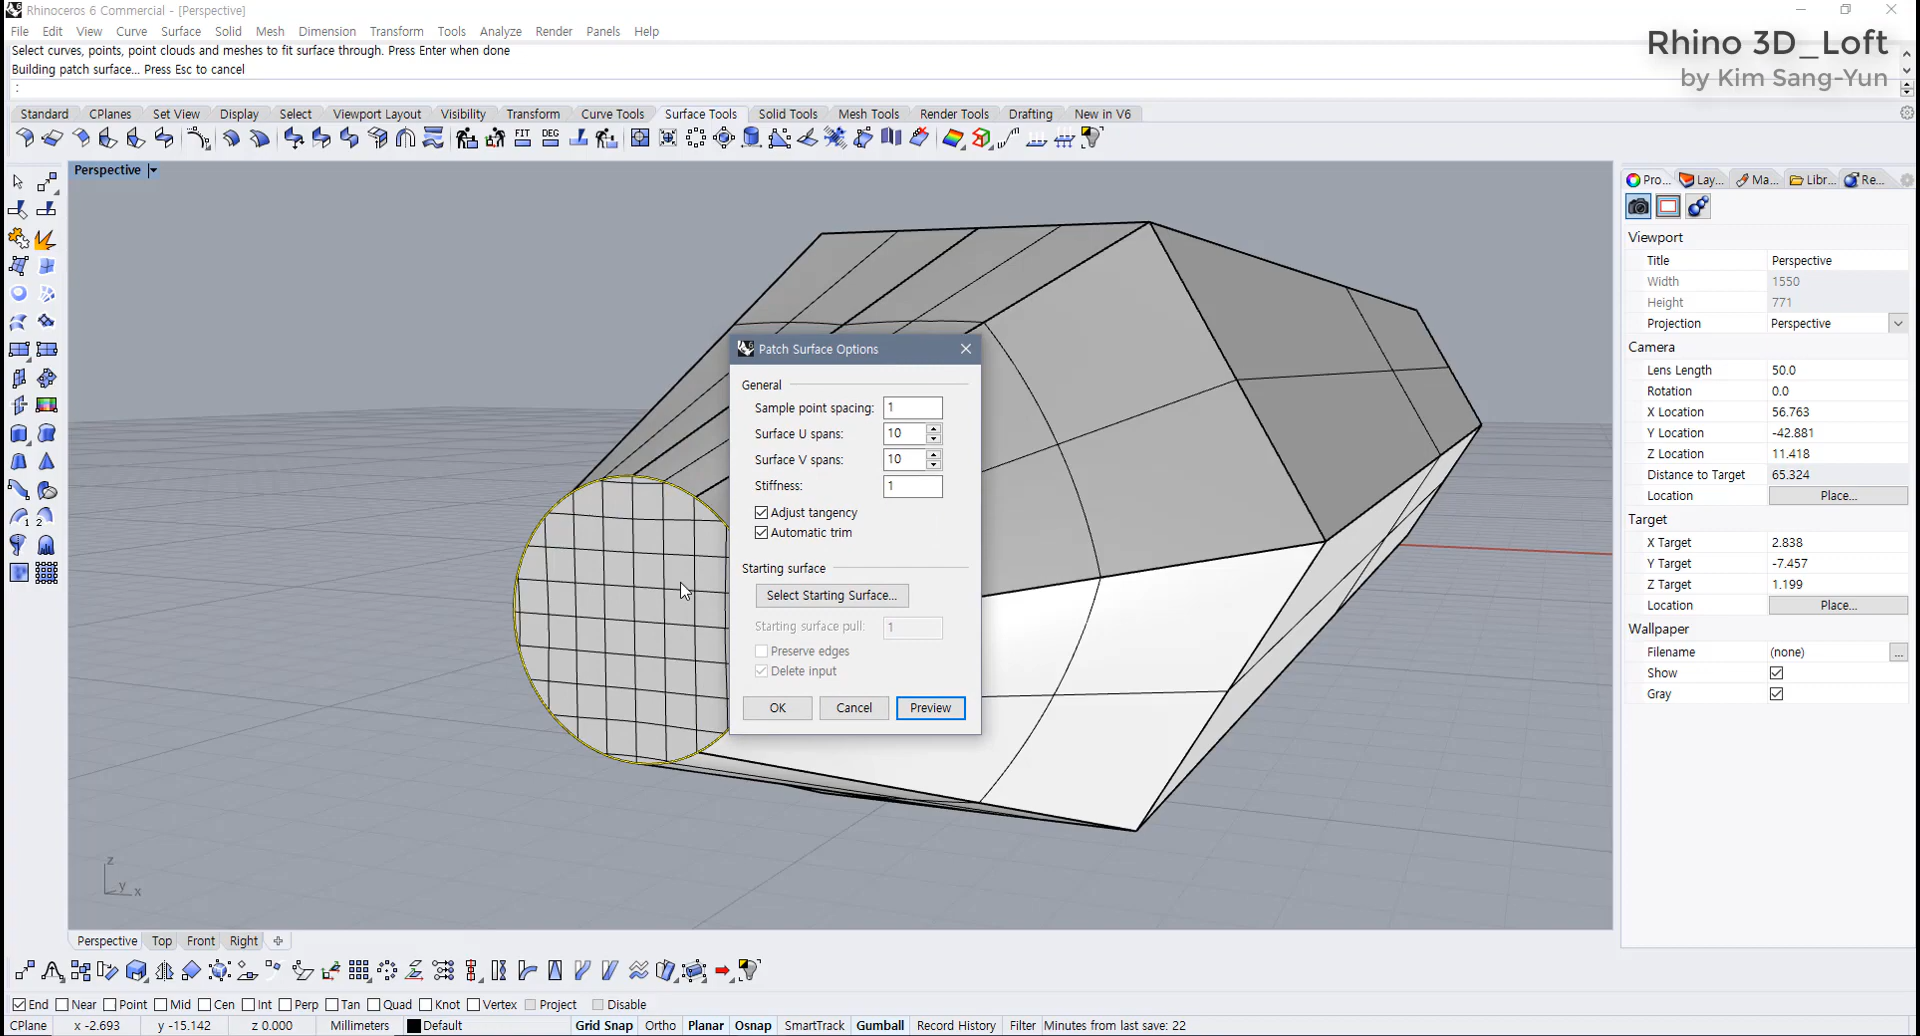 Rhinoceros 6 Commercial - [Perspective]
File Edit View Curve Surface Solid Mesh Dimension Transform Tools Analyze Render Panels Help
Select curves, points, point clouds and meshes to fit surface through. Press Enter when done
Building patch surface... Press Esc to cancel
:
Rhino 3D_Loft
by Kim Sang-Yun
Standard CPlanes Set View Display Select Viewport Layout Visibility Transform Curve Tools Surface Tools Solid Tools Mesh Tools Render Tools Drafting New in V6
FIT DEG
Perspective
Patch Surface Options
General
Sample point spacing: 1
Surface U spans: 10
Surface V spans: 10
Stiffness: 1
Adjust tangency
Automatic trim
Starting surface
Select Starting Surface...
Starting surface pull: 1
Preserve edges
Delete input
OK Cancel Preview
Pro... Lay... Ma... Libr... Re...
Viewport
Title Perspective
Width 1550
Height 771
Projection Perspective
Camera
Lens Length 50.0
Rotation 0.0
X Location 56.763
Y Location -42.881
Z Location 11.418
Distance to Target 65.324
Location Place...
Target
X Target 2.838
Y Target -7.457
Z Target 1.199
Location Place...
Wallpaper
Filename (none) ...
Show
Gray
z
y x
Perspective Top Front Right
End Near Point Mid Cen Int Perp Tan Quad Knot Vertex Project Disable
CPlane x -2.693 y -15.142 z 0.000 Millimeters Default Grid Snap Ortho Planar Osnap SmartTrack Gumball Record History Filter Minutes from last save: 22